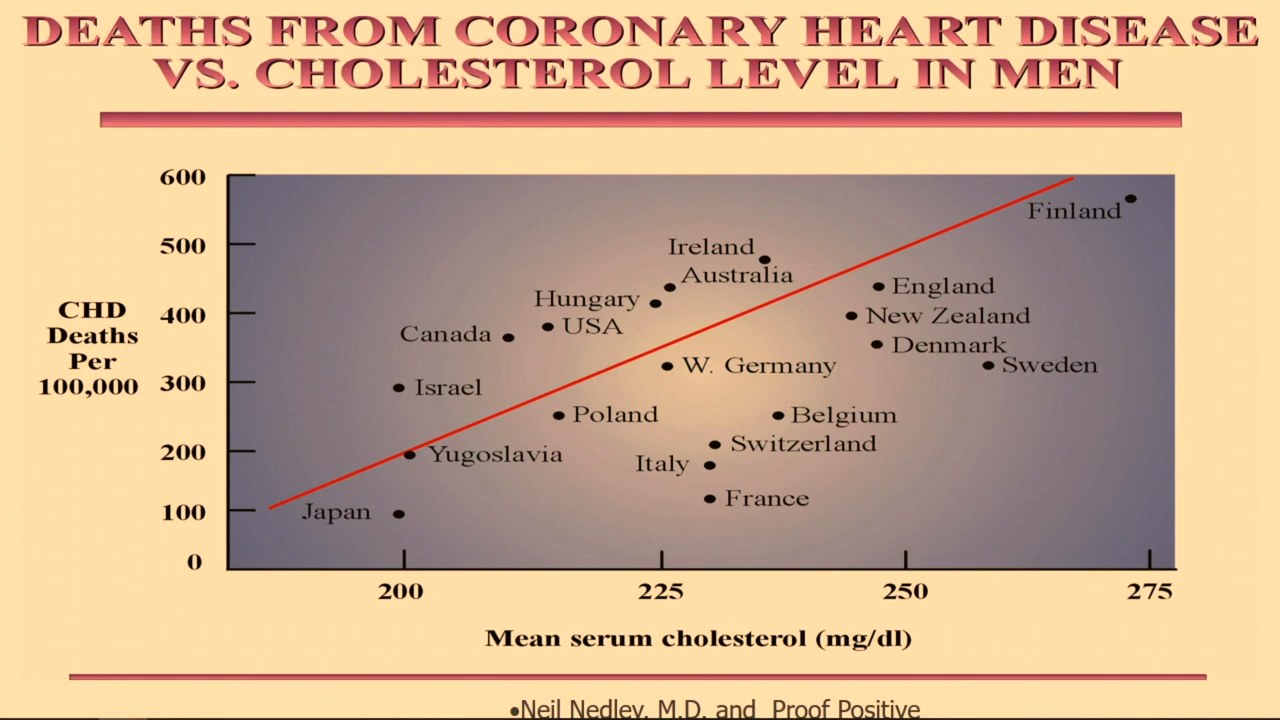 DEATHS FROM CORONARY HEART DISEASE
VS. CHOLESTEROL LEVEL IN MEN
600
500
400
300
200
100
0
CHD
Deaths
Per
100,000
Finland
Ireland
Australia
England
Hungary
New Zealand
USA
Canada
Denmark
W. Germany
Sweden
Israel
Poland
Belgium
Switzerland
Yugoslavia
Italy
France
Japan
200 225 250 275
Mean serum cholesterol (mg/dl)
•Neil Nedley, M.D. and Proof Positive